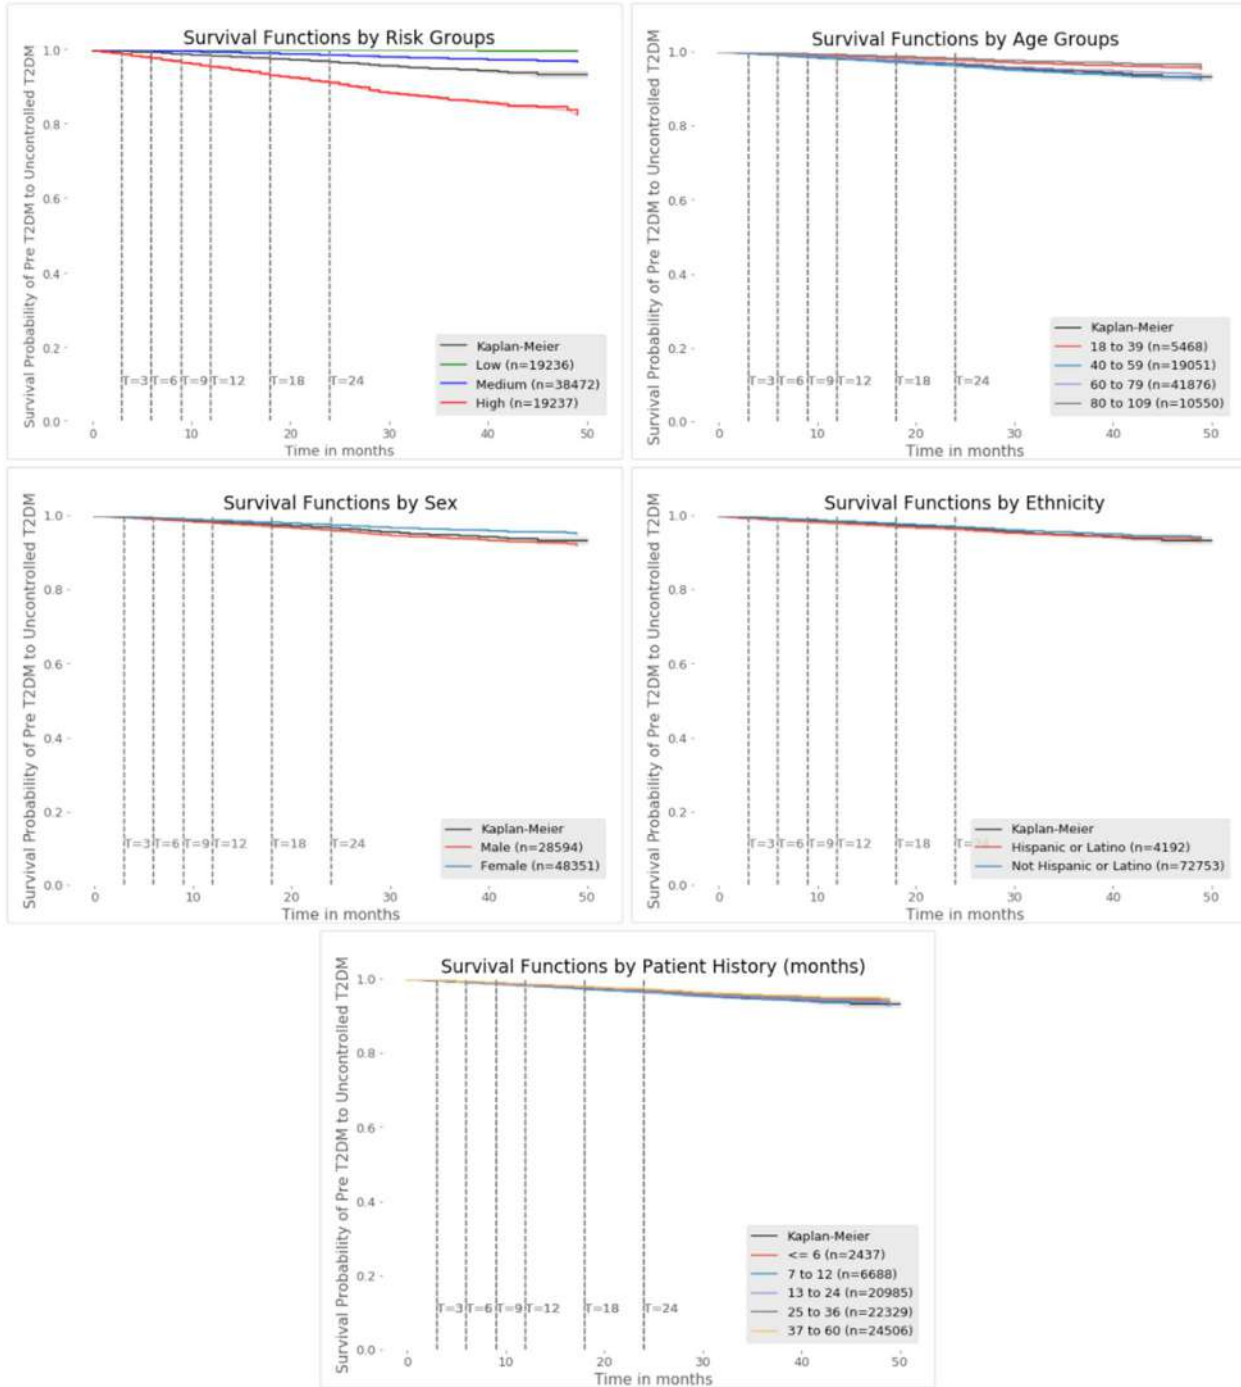 Survival Functions by Risk Groups
Survival Probability of Pre T2DM to Uncontrolled T2DM
1.0
0.8
0.6
0.4
0.2
0.0
T=3 T=6 T=9 T=12 T=18 T=24
Kaplan-Meier
Low (n=19236)
Medium (n=38472)
High (n=19237)
0 10 20 30 40 50
Time in months
Survival Functions by Age Groups
Survival Probability of Pre T2DM to Uncontrolled T2DM
1.0
0.8
0.6
0.4
0.2
0.0
T=3 T=6 T=9 T=12 T=18 T=24
Kaplan-Meier
18 to 39 (n=5468)
40 to 59 (n=19051)
60 to 79 (n=41876)
80 to 109 (n=10550)
0 10 20 30 40 50
Time in months
Survival Functions by Sex
Survival Probability of Pre T2DM to Uncontrolled T2DM
1.0
0.8
0.6
0.4
0.2
0.0
T=3 T=6 T=9 T=12 T=18 T=24
Kaplan-Meier
Male (n=28594)
Female (n=48351)
0 10 20 30 40 50
Time in months
Survival Functions by Ethnicity
Survival Probability of Pre T2DM to Uncontrolled T2DM
1.0
0.8
0.6
0.4
0.2
0.0
T=3 T=6 T=9 T=12 T=18
Kaplan-Meier
Hispanic or Latino (n=4192)
Not Hispanic or Latino (n=72753)
0 10 20 30 40 50
Time in months
Survival Functions by Patient History (months)
Survival Probability of Pre T2DM to Uncontrolled T2DM
1.0
0.8
0.6
0.4
0.2
0.0
T=3 T=6 T=9 T=12 T=18 T=24
Kaplan-Meier
<= 6 (n=2437)
7 to 12 (n=6688)
13 to 24 (n=20985)
25 to 36 (n=22329)
37 to 60 (n=24506)
0 10 20 30 40 50
Time in months